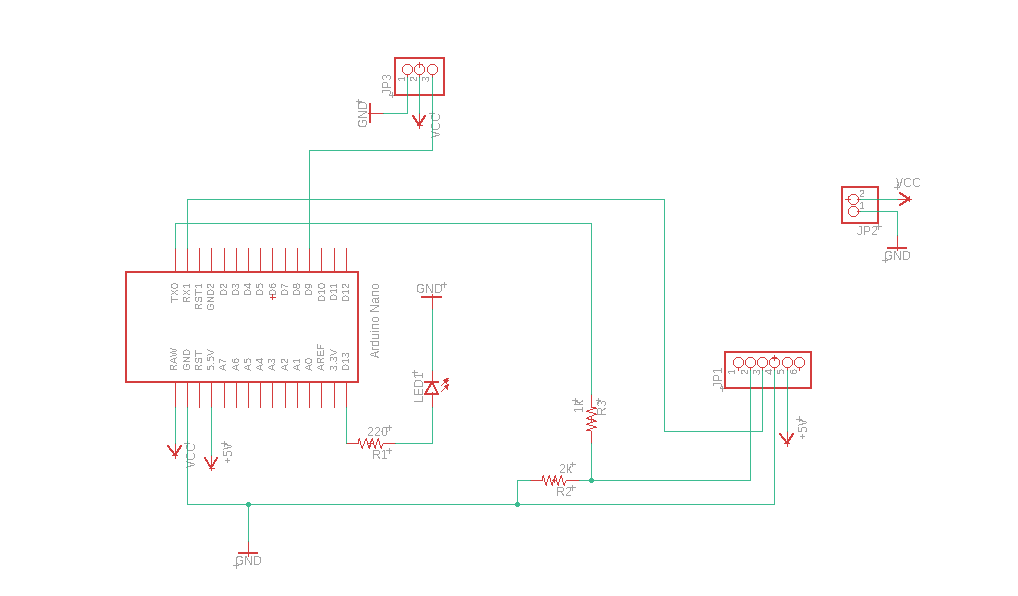 JP3
1
2
3
GND
VCC
VCC
2
1
JP2
GND
TXO
RX1
RST1
GND2
D2
D3
D4
D5
D6
D7
D8
D9
D10
D11
D12
Arduino Nano
RAW
GND
RST
5.5V
A7
A6
A5
A4
A3
A2
A1
A0
AREF
3.3V
D13
GND
LED1
JP1
1
2
3
4
5
6
1k
R3
220
R1
VCC
+5V
+5V
2k
R2
GND